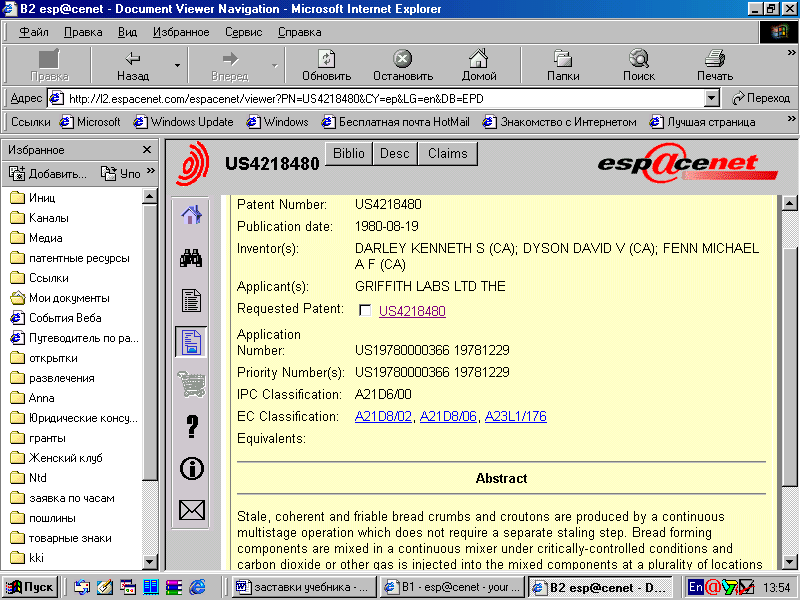 B2 esp@cenet - Document Viewer Navigation - Microsoft Internet Explorer
Файл Правка Вид Избранное Сервис Справка
Правка Назад Вперед Обновить Остановить Домой Папки Поиск Печать »
Адрес http://l2.espacenet.com/espacenet/viewer?PN=US4218480&CY=ep&LG=en&DB=EPD Переход
Ссылки Microsoft Windows Update Windows Бесплатная почта HotMail Знакомство с Интернетом Лучшая страница »
Избранное
Добавить... Упо »
Иниц
Каналы
Медиа
патентные ресурсы
Ссылки
Мои документы
События Веба
Путеводитель по ра...
открытки
развлечения
Anna
Юридические консу...
гранты
Женский клуб
Ntd
заявка по часам
пошлины
товарные знаки
kki
US4218480 Biblio Desc Claims
esp@cenet
Patent Number: US4218480
Publication date: 1980-08-19
Inventor(s): DARLEY KENNETH S (CA); DYSON DAVID V (CA); FENN MICHAEL
A F (CA)
Applicant(s): GRIFFITH LABS LTD THE
Requested Patent: US4218480
Application
Number: US19780000366 19781229
Priority Number(s): US19780000366 19781229
IPC Classification: A21D6/00
EC Classification: A21D8/02, A21D8/06, A23L1/176
Equivalents:
Abstract
Stale, coherent and friable bread crumbs and croutons are produced by a continuous
multistage operation which does not require a separate staling step. Bread forming
components are mixed in a continuous mixer under critically-controlled conditions and
carbon dioxide or other gas is injected into the mixed components at a plurality of locations
Пуск заставки учебника - ... B1 - esp@cenet - your ... B2 esp@cenet - D... En 13:54